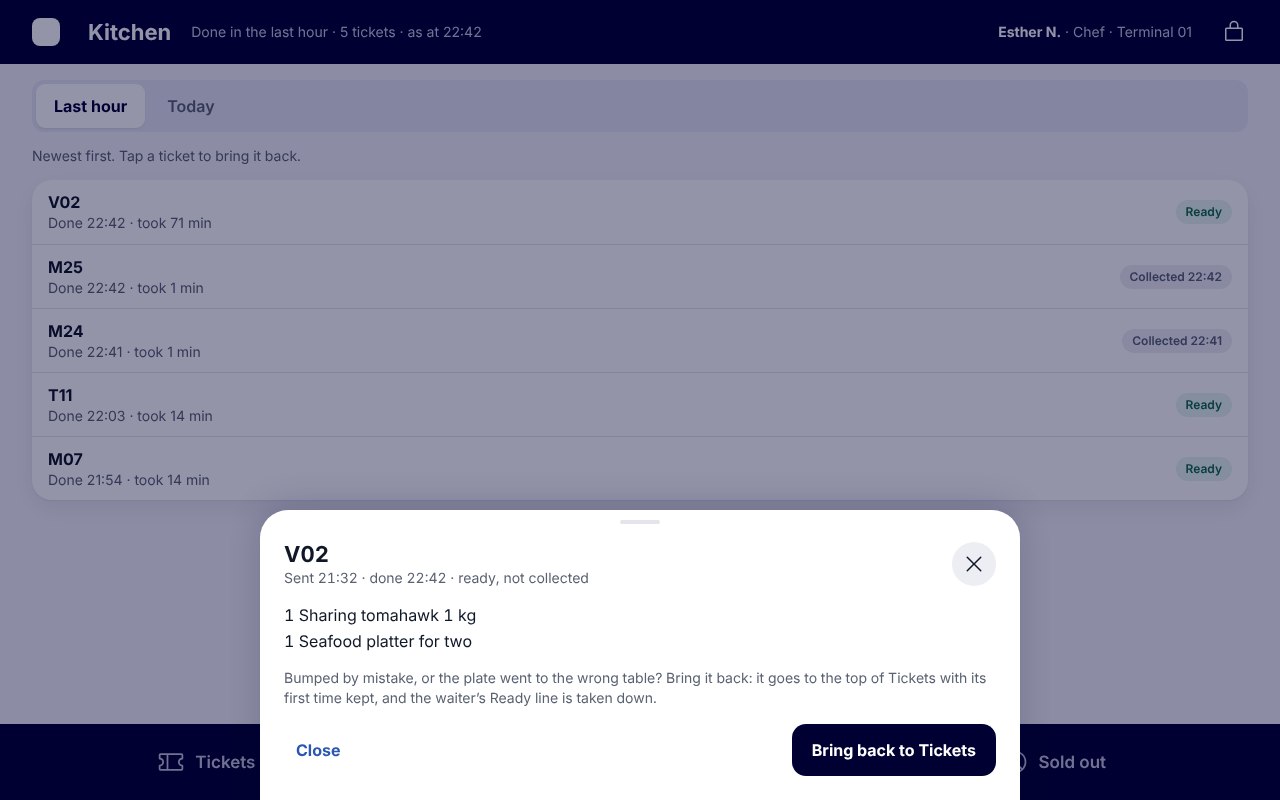 Kitchen
Done in the last hour · 5 tickets · as at 22:42
Esther N. · Chef · Terminal 01
Last hour
Today
Newest first. Tap a ticket to bring it back.
V02
Done 22:42 · took 71 min
Ready
M25
Done 22:42 · took 1 min
Collected 22:42
M24
Done 22:41 · took 1 min
Collected 22:41
T11
Done 22:03 · took 14 min
Ready
M07
Done 21:54 · took 14 min
Ready
V02
Sent 21:32 · done 22:42 · ready, not collected
1 Sharing tomahawk 1 kg
1 Seafood platter for two
Bumped by mistake, or the plate went to the wrong table? Bring it back: it goes to the top of Tickets with its
first time kept, and the waiter’s Ready line is taken down.
Close
Bring back to Tickets
Tickets
Sold out